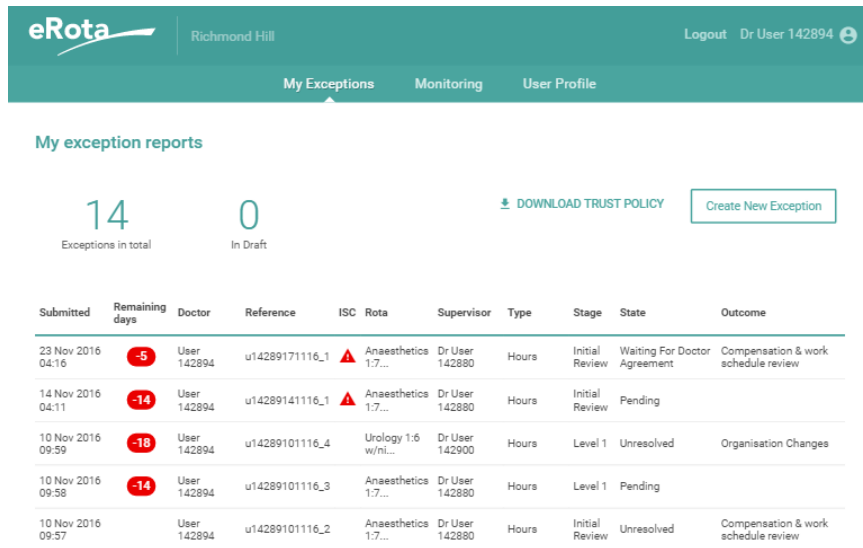 eRota
Richmond Hill
Logout Dr User 142894
My Exceptions Monitoring User Profile
My exception reports
14
Exceptions in total
0
In Draft
DOWNLOAD TRUST POLICY
Create New Exception
Submitted Remaining days Doctor Reference ISC Rota Supervisor Type Stage State Outcome
23 Nov 2016 04:16 -5 User 142894 u14289171116_1 Anaesthetics 1:7... Dr User 142880 Hours Initial Review Waiting For Doctor Agreement Compensation & work schedule review
14 Nov 2016 04:11 -14 User 142894 u14289141116_1 Anaesthetics 1:7... Dr User 142880 Hours Initial Review Pending
10 Nov 2016 09:59 -18 User 142894 u14289101116_4 Urology 1:6 w/ni... Dr User 142900 Hours Level 1 Unresolved Organisation Changes
10 Nov 2016 09:58 -14 User 142894 u14289101116_3 Anaesthetics 1:7... Dr User 142880 Hours Level 1 Pending
10 Nov 2016 09:57 User 142894 u14289101116_2 Anaesthetics 1:7... Dr User 142880 Hours Initial Review Unresolved Compensation & work schedule review